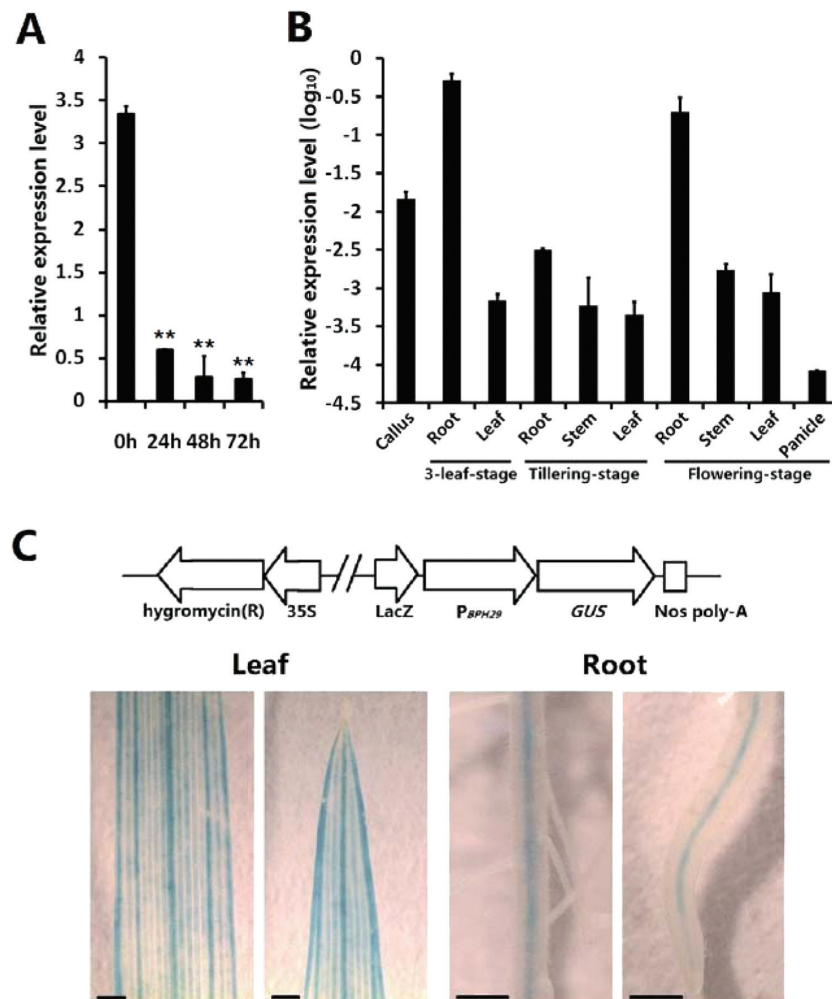 A
Relative expression level
4
3.5
3
2.5
2
1.5
1
0.5
0
**
**
**
0h 24h 48h 72h
B
Relative expression level (log10)
0
-0.5
-1
-1.5
-2
-2.5
-3
-3.5
-4
-4.5
Callus Root Leaf Root Stem Leaf Root Stem Leaf Panicle
3-leaf-stage Tillering-stage Flowering-stage
C
hygromycin(R) 35S LacZ PBPH29 GUS Nos poly-A
Leaf Root